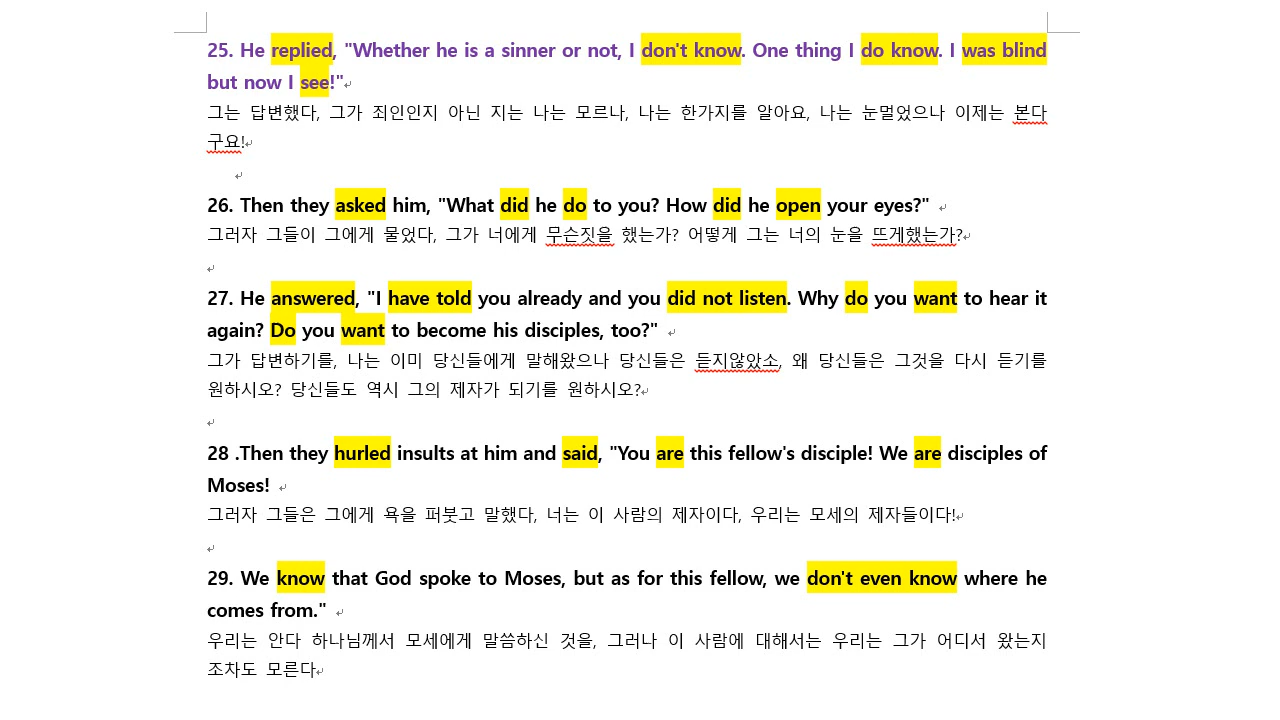 25. He replied, "Whether he is a sinner or not, I don't know. One thing I do know. I was blind
but now I see!"
그는 답변했다, 그가 죄인인지 아닌 지는 나는 모르나, 나는 한가지를 알아요, 나는 눈멀었으나 이제는 본다
구요!
26. Then they asked him, "What did he do to you? How did he open your eyes?"
그러자 그들이 그에게 물었다, 그가 너에게 무슨짓을 했는가? 어떻게 그는 너의 눈을 뜨게했는가?
27. He answered, "I have told you already and you did not listen. Why do you want to hear it
again? Do you want to become his disciples, too?"
그가 답변하기를, 나는 이미 당신들에게 말해왔으나 당신들은 듣지않았소, 왜 당신들은 그것을 다시 듣기를
원하시오? 당신들도 역시 그의 제자가 되기를 원하시오?
28 .Then they hurled insults at him and said, "You are this fellow's disciple! We are disciples of
Moses!
그러자 그들은 그에게 욕을 퍼붓고 말했다, 너는 이 사람의 제자이다, 우리는 모세의 제자들이다!
29. We know that God spoke to Moses, but as for this fellow, we don't even know where he
comes from."
우리는 안다 하나님께서 모세에게 말씀하신 것을, 그러나 이 사람에 대해서는 우리는 그가 어디서 왔는지
조차도 모른다